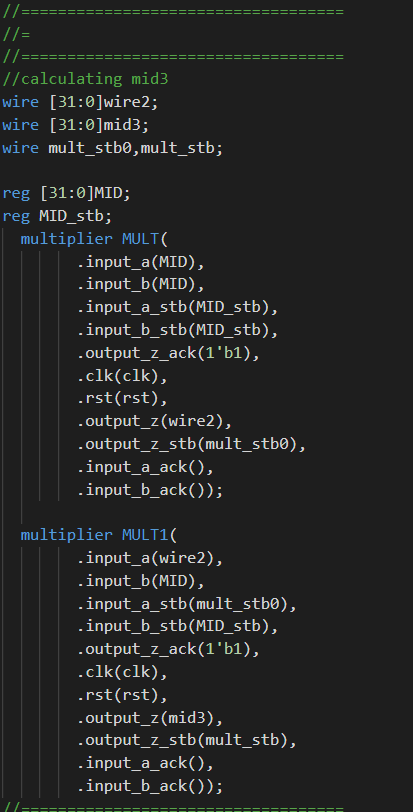 //==================================
//=
//==================================
//calculating mid3
wire [31:0]wire2;
wire [31:0]mid3;
wire mult_stb0,mult_stb;

reg [31:0]MID;
reg MID_stb;
  multiplier MULT(
        .input_a(MID),
        .input_b(MID),
        .input_a_stb(MID_stb),
        .input_b_stb(MID_stb),
        .output_z_ack(1'b1),
        .clk(clk),
        .rst(rst),
        .output_z(wire2),
        .output_z_stb(mult_stb0),
        .input_a_ack(),
        .input_b_ack());

  multiplier MULT1(
        .input_a(wire2),
        .input_b(MID),
        .input_a_stb(mult_stb0),
        .input_b_stb(MID_stb),
        .output_z_ack(1'b1),
        .clk(clk),
        .rst(rst),
        .output_z(mid3),
        .output_z_stb(mult_stb),
        .input_a_ack(),
        .input_b_ack());
//==================================